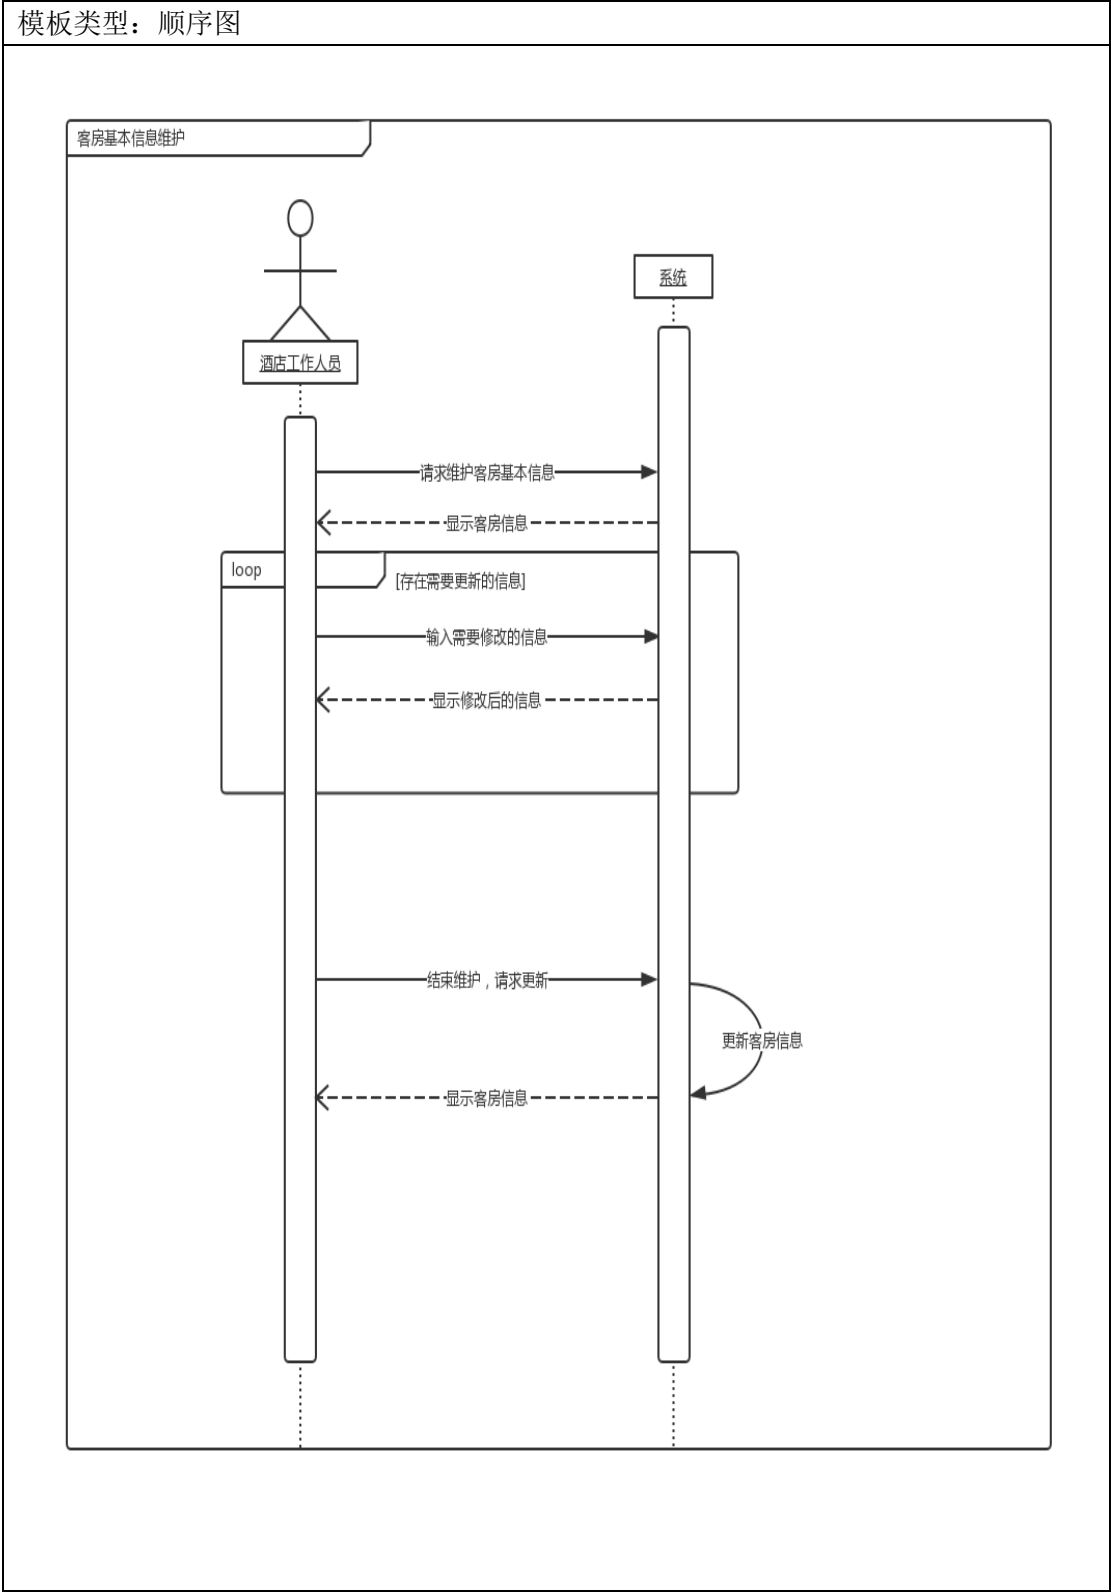 模板类型：顺序图
客房基本信息维护
系统
酒店工作人员
请求维护客房基本信息
显示客房信息
loop
[存在需要更新的信息]
输入需要修改的信息
显示修改后的信息
结束维护，请求更新
更新客房信息
显示客房信息